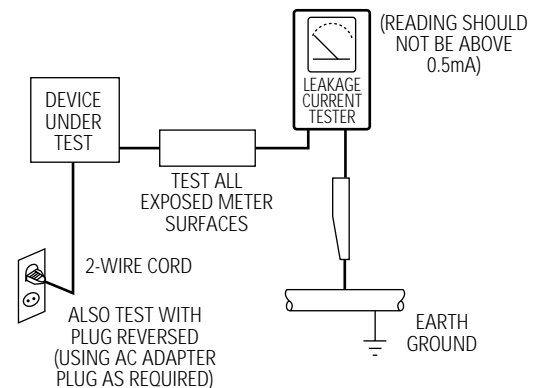 (READING SHOULD
NOT BE ABOVE
0.5mA)
LEAKAGE
CURRENT
TESTER
DEVICE
UNDER
TEST
TEST ALL
EXPOSED METER
SURFACES
2-WIRE CORD
ALSO TEST WITH
PLUG REVERSED
(USING AC ADAPTER
PLUG AS REQUIRED)
EARTH
GROUND